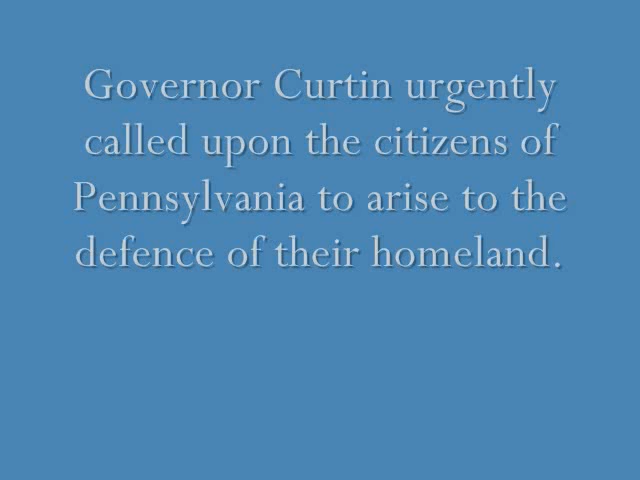 Governor Curtin urgently
called upon the citizens of
Pennsylvania to arise to the
defence of their homeland.